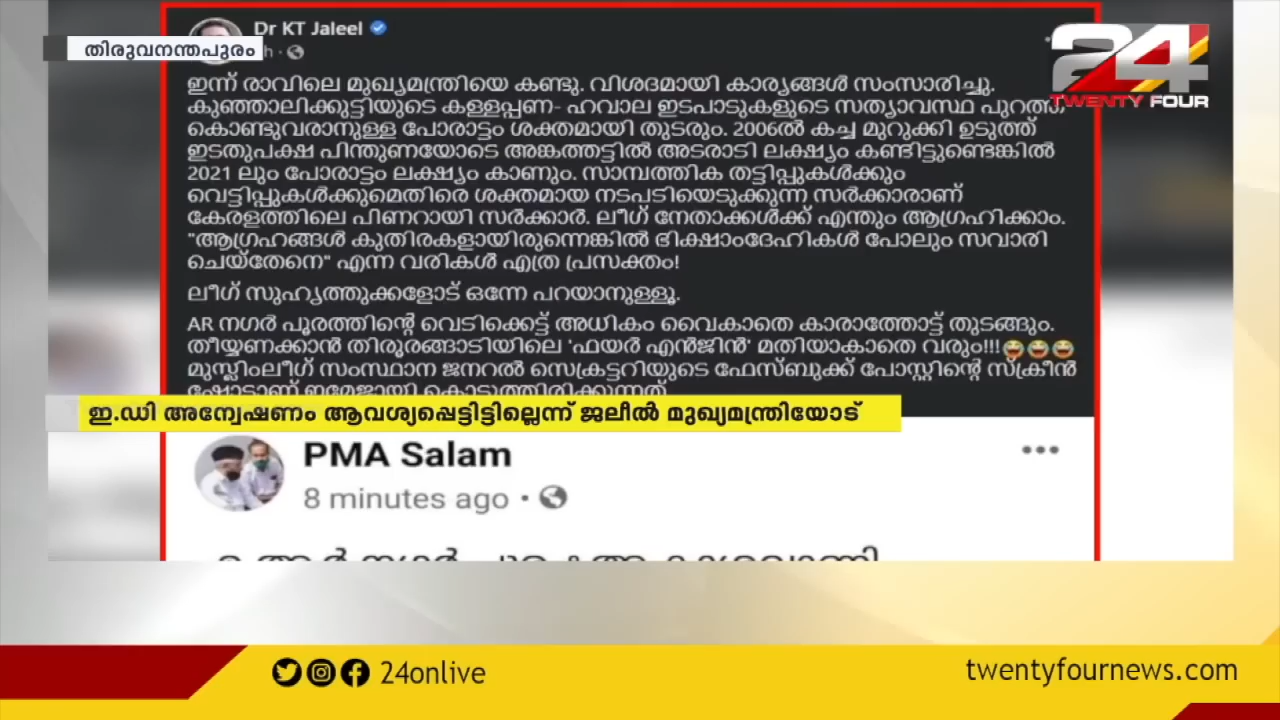 Dr KT Jaleel
തിരുവനന്തപുരം
24
TWENTY FOUR
ഇന്ന് രാവിലെ മുഖ്യമന്ത്രിയെ കണ്ടു. വിശദമായി കാര്യങ്ങൾ സംസാരിച്ചു.
കുഞ്ഞാലിക്കുട്ടിയുടെ കള്ളപ്പണ- ഹവാല ഇടപാടുകളുടെ സത്യാവസ്ഥ പുറത്ത്
കൊണ്ടുവരാനുള്ള പോരാട്ടം ശക്തമായി തുടരും. 2006ൽ കച്ച മുറുക്കി ഉടുത്ത്
ഇടതുപക്ഷ പിന്തുണയോടെ അങ്കത്തട്ടിൽ അടരാടി ലക്ഷ്യം കണ്ടിട്ടുണ്ടെങ്കിൽ
2021 ലും പോരാട്ടം ലക്ഷ്യം കാണും. സാമ്പത്തിക തട്ടിപ്പുകൾക്കും
വെട്ടിപ്പുകൾക്കുമെതിരെ ശക്തമായ നടപടിയെടുക്കുന്ന സർക്കാരാണ്
കേരളത്തിലെ പിണറായി സർക്കാർ. ലീഗ് നേതാക്കൾക്ക് എന്തും ആഗ്രഹിക്കാം.
"ആഗ്രഹങ്ങൾ കുതിരകളായിരുന്നെങ്കിൽ ഭിക്ഷാംദേഹികൾ പോലും സവാരി
ചെയ്തേനെ" എന്ന വരികൾ എത്ര പ്രസക്തം!
ലീഗ് സുഹൃത്തുക്കളോട് ഒന്നേ പറയാനുള്ളൂ.
AR നഗർ പൂരത്തിന്റെ വെടിക്കെട്ട് അധികം വൈകാതെ കാരാത്തോട്ട് തുടങ്ങും.
തീയ്യണക്കാൻ തിരൂരങ്ങാടിയിലെ 'ഫയർ എൻജിൻ' മതിയാകാതെ വരും!!!😂😂😂
മുസ്ലിംലീഗ് സംസ്ഥാന ജനറൽ സെക്രട്ടറിയുടെ ഫേസ്ബുക്ക് പോസ്റ്റിന്റെ സ്ക്രീൻ
ഷോട്ടാണ് ഇമേജായി കൊടുത്തിരിക്കുന്നത്
ഇ.ഡി അന്വേഷണം ആവശ്യപ്പെട്ടിട്ടില്ലെന്ന് ജലീൽ മുഖ്യമന്ത്രിയോട്
PMA Salam
8 minutes ago
24onlive
twentyfournews.com